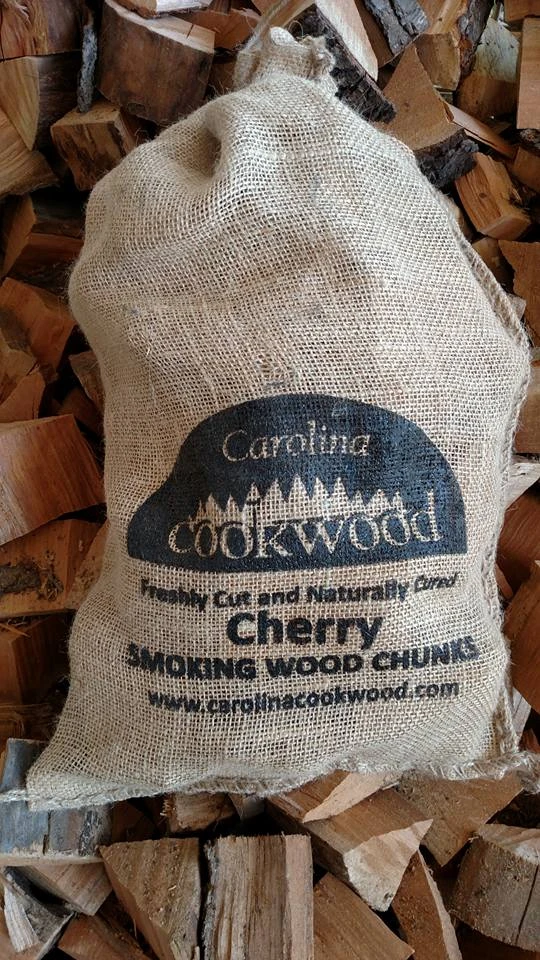 Carolina
cookwood
Freshly Cut and Naturally Cured
Cherry
SMOKING WOOD CHUNKS
www.carolinacookwood.com